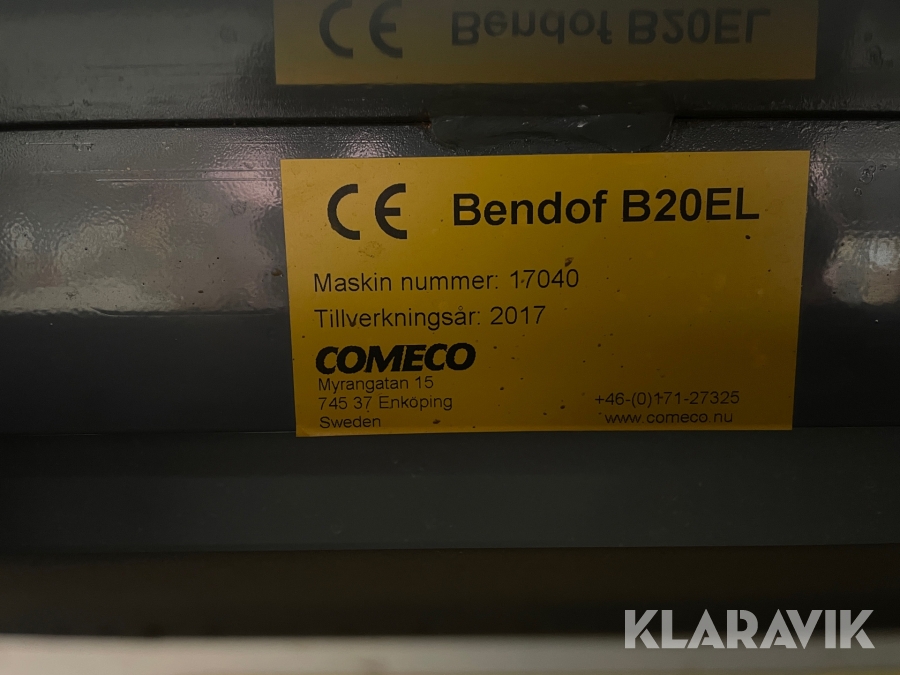 CE Bendof B20EL
CE Bendof B20EL
Maskin nummer: 17040
Tillverkningsår: 2017
COMECO
Myrangatan 15
745 37 Enköping
Sweden
+46-(0)171-27325
www.comeco.nu
KLARAVIK